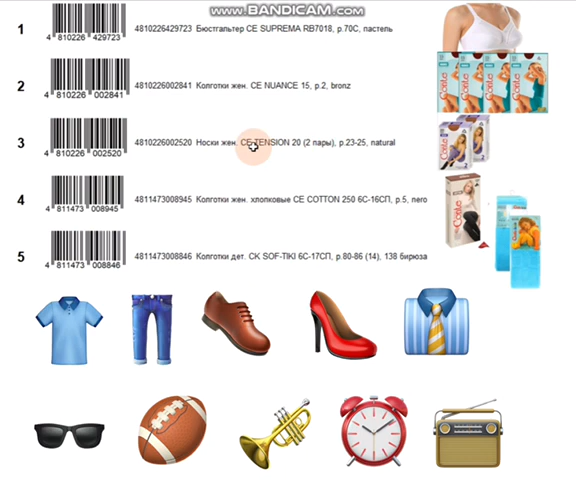 www.BANDICAM.com
1 4 810226 429723 4810226429723 Бюстгальтер CE SUPREMA RB7018, р.70C, пастель
2 4 810226 002841 4810226002841 Колготки жен. CE NUANCE 15, р.2, bronz
3 4 810226 002520 4810226002520 Носки жен. CE TENSION 20 (2 пары), р.23-25, natural
4 4 811473 008945 4811473008945 Колготки жен. хлопковые CE COTTON 250 6С-16СП, р.5, nero
5 4 811473 008846 4811473008846 Колготки дет. CK SOF-TIKI 6С-17СП, р.80-86 (14), 138 бирюза